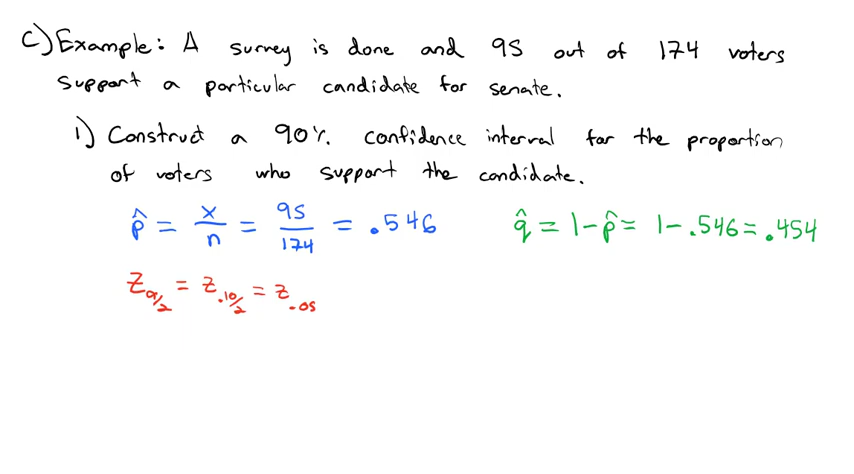 C) Example: A survey is done and 95 out of 174 voters
support a particular candidate for senate.
i) Construct a 90% confidence interval for the proportion
of voters who support the candidate.
p̂ = x/n = 95/174 = .546 q̂ = 1 - p̂ = 1 - .546 = .454
Z_α/2 = Z_.10/2 = Z_.05